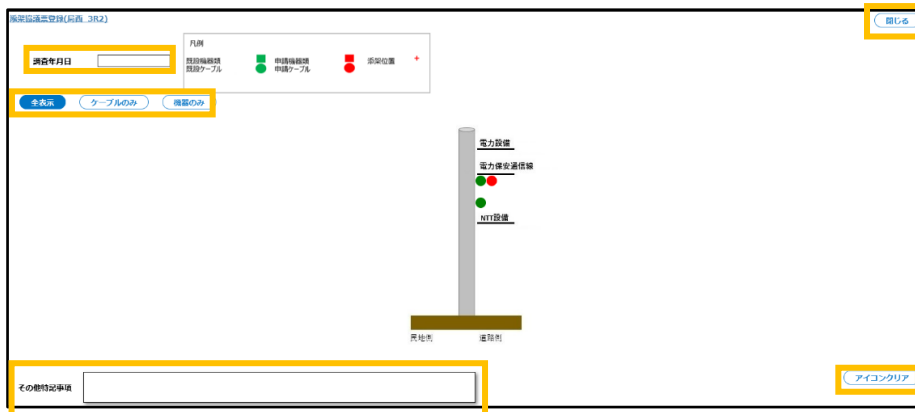 添架協議票登録(局酉 3R2)
閉じる
調査年月日
凡例
既設機器類 申請機器類 添架位置 +
既設ケーブル 申請ケーブル
全表示 ケーブルのみ 機器のみ
電力設備
電力保安通信線
NTT設備
民地側 道路側
その他特記事項
アイコンクリア